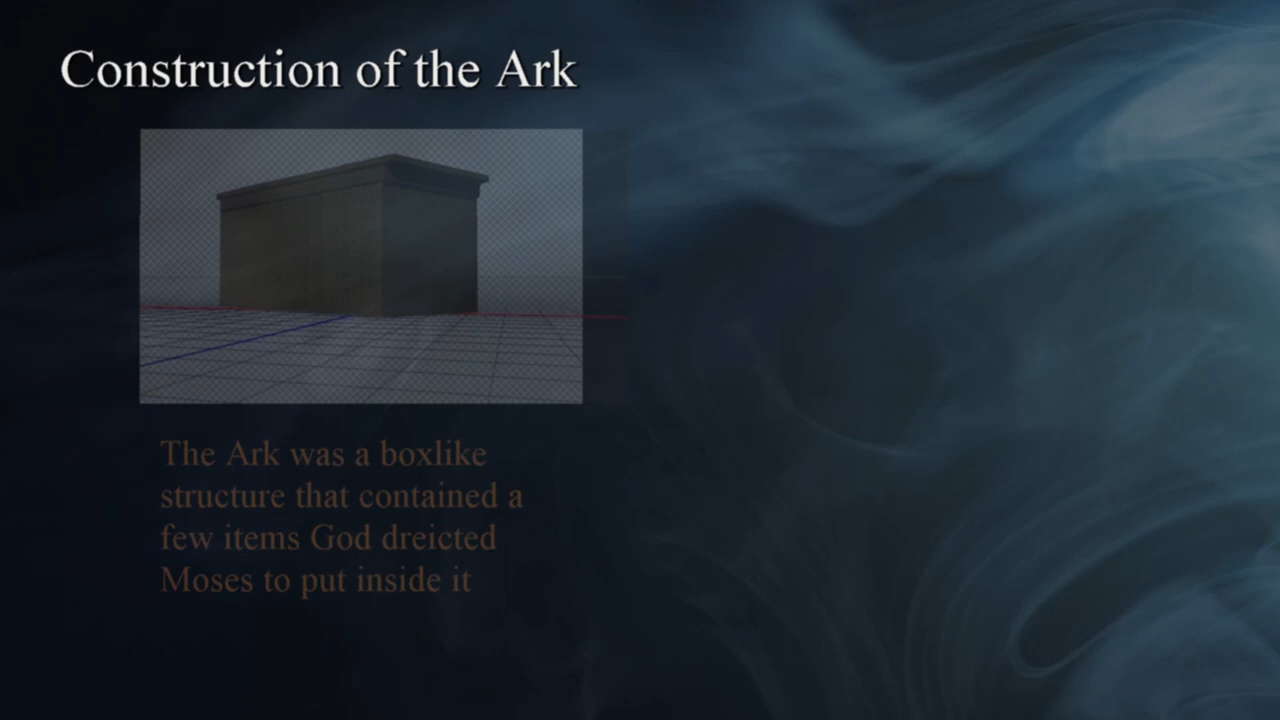 Construction of the Ark
The Ark was a boxlike
structure that contained a
few items God dreicted
Moses to put inside it